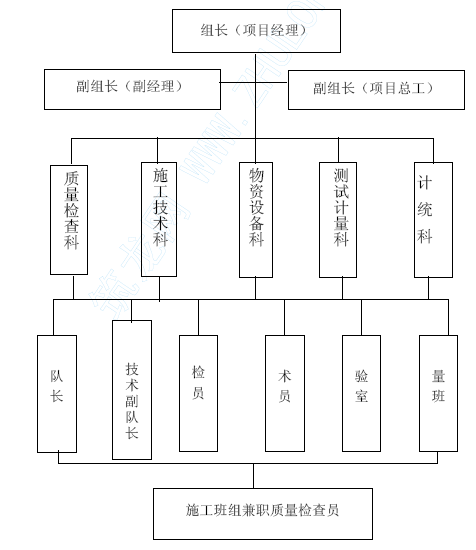 组长（项目经理）
副组长（副经理）
副组长（项目总工）
质量检查科
施工技术科
物资设备科
测试计量科
计统科
队长
技术副队长
检员
术员
验室
量班
施工班组兼职质量检查员